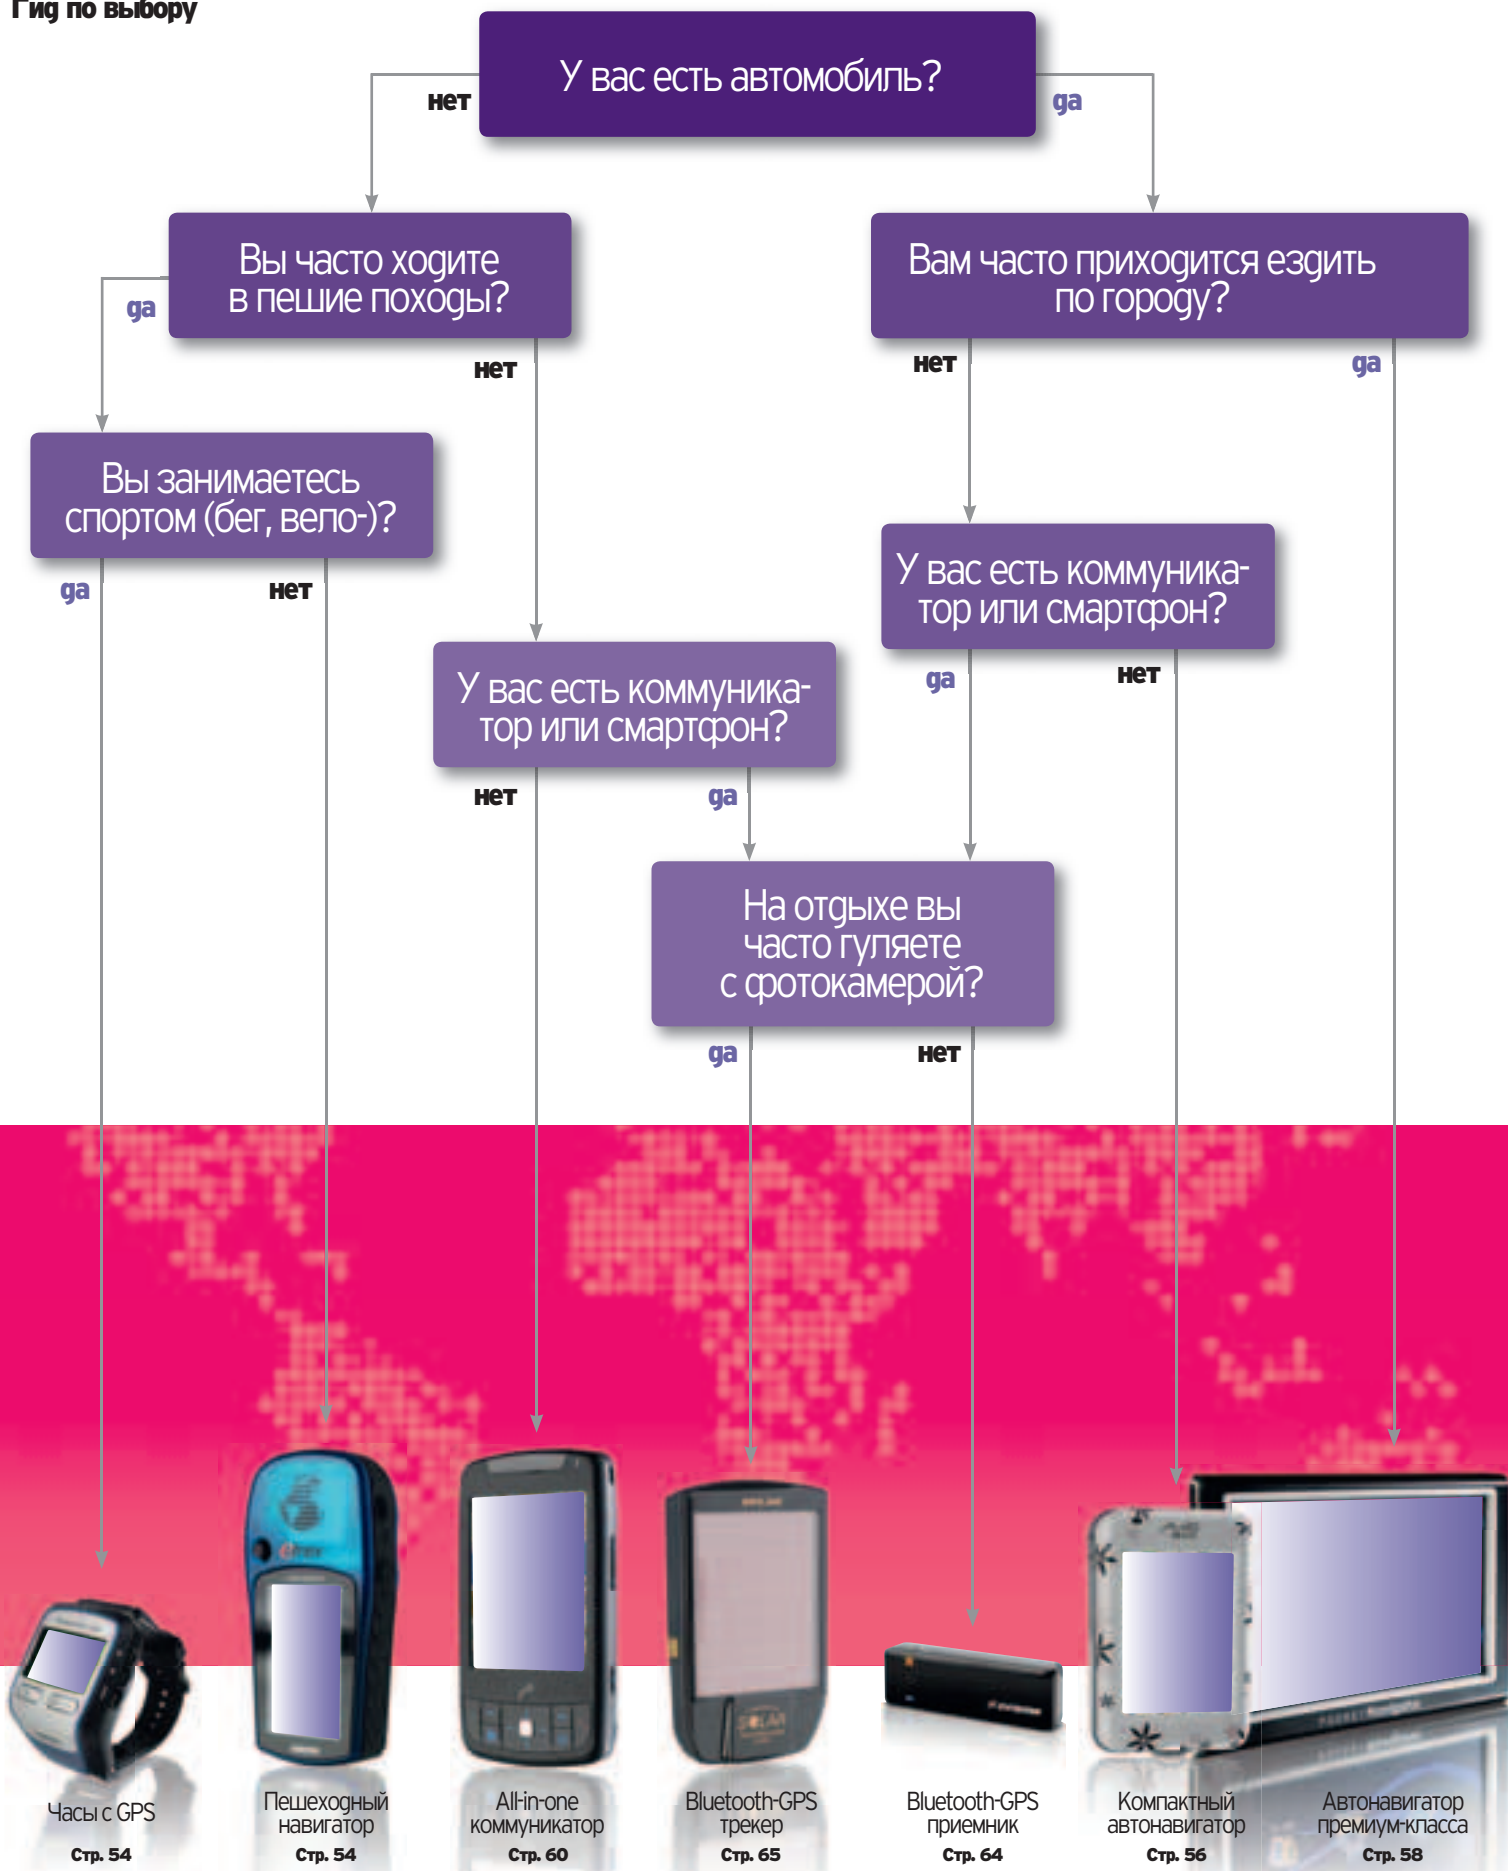 Гид по выбору
У вас есть автомобиль?
нет
да
Вы часто ходите
в пешие походы?
Вам часто приходится ездить
по городу?
да
нет
нет
да
Вы занимаетесь
спортом (бег, вело-)?
У вас есть коммуника-
тор или смартфон?
да
нет
У вас есть коммуника-
тор или смартфон?
да
нет
нет
да
На отдыхе вы
часто гуляете
с фотокамерой?
да
нет
SOLAR
Часы с GPS
Стр. 54
Пешеходный
навигатор
Стр. 54
All-in-one
коммуникатор
Стр. 60
Bluetooth-GPS
трекер
Стр. 65
Bluetooth-GPS
приемник
Стр. 64
Компактный
автонавигатор
Стр. 56
Автонавигатор
премиум-класса
Стр. 58